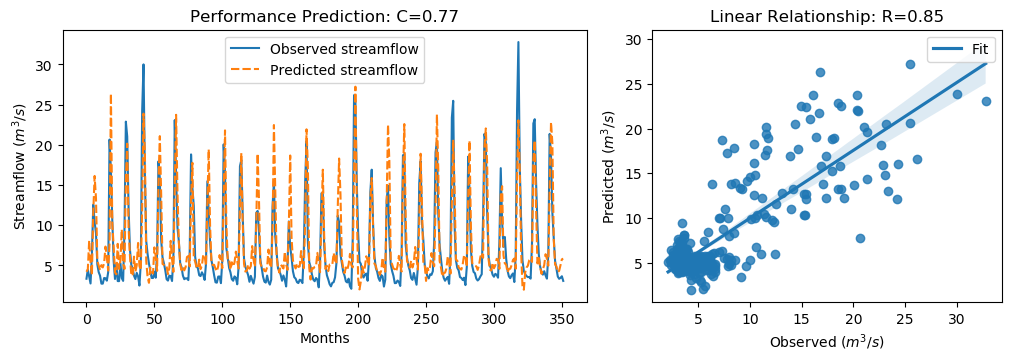 Performance Prediction: C=0.77
Observed streamflow
Predicted streamflow
Streamflow (m³/s)
30
25
20
15
10
5
0
50
100
150
200
250
300
350
Months
Linear Relationship: R=0.85
Fit
Predicted (m³/s)
30
25
20
15
10
5
5
10
15
20
25
30
Observed (m³/s)